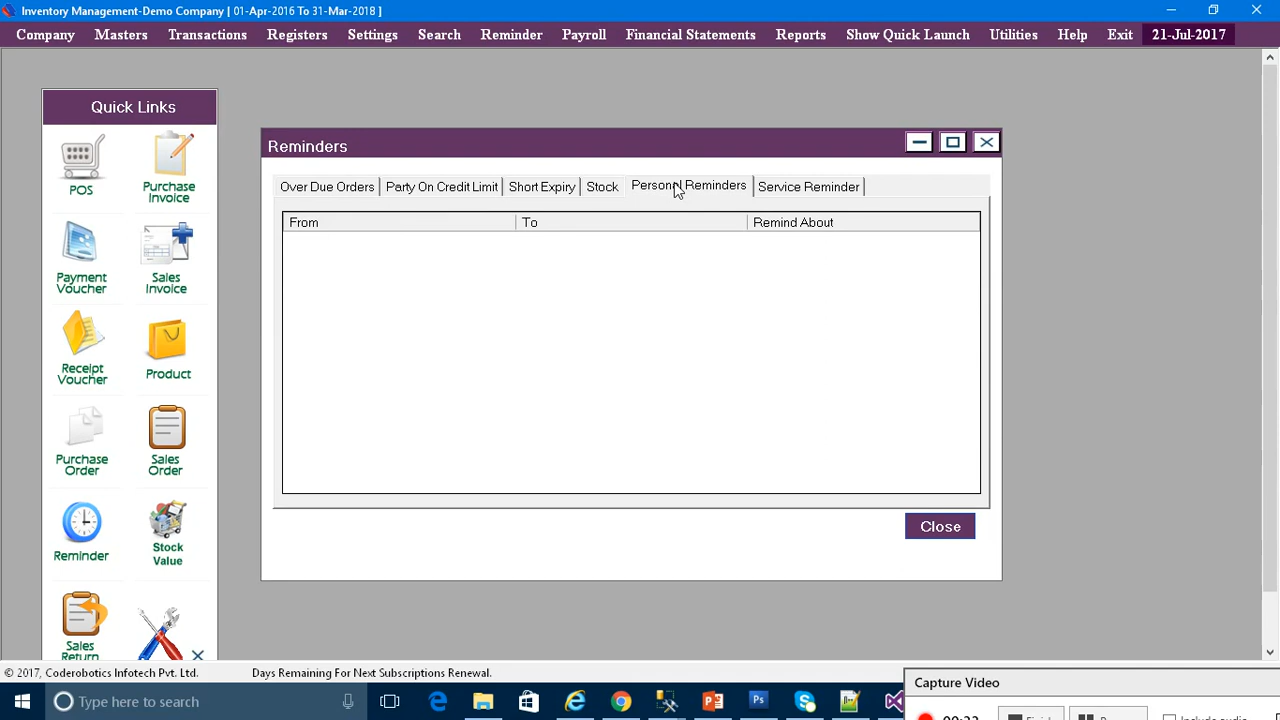 Inventory Management-Demo Company [ 01-Apr-2016 To 31-Mar-2018 ]
Company Masters Transactions Registers Settings Search Reminder Payroll Financial Statements Reports Show Quick Launch Utilities Help Exit 21-Jul-2017
Quick Links
POS
Purchase Invoice
Payment Voucher
Sales Invoice
Receipt Voucher
Product
Purchase Order
Sales Order
Reminder
Stock Value
Sales Return
Reminders
Over Due Orders Party On Credit Limit Short Expiry Stock Personal Reminders Service Reminder
From To Remind About
Close
© 2017, Coderobotics Infotech Pvt. Ltd. Days Remaining For Next Subscriptions Renewal.
Type here to search
Capture Video